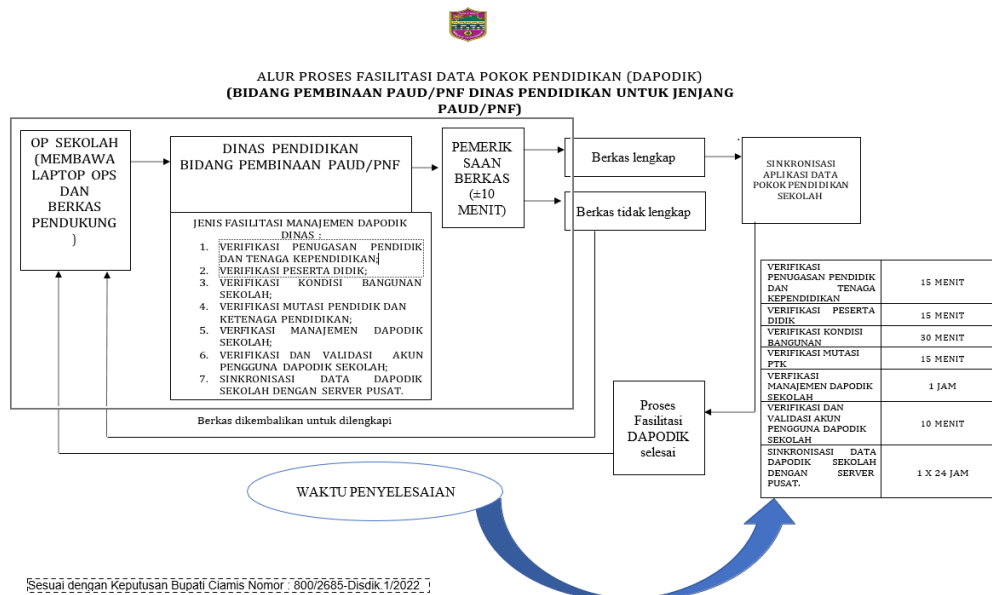 ALUR PROSES FASILITASI DATA POKOK PENDIDIKAN (DAPODIK)
(BIDANG PEMBINAAN PAUD/PNF DINAS PENDIDIKAN UNTUK JENJANG
PAUD/PNF)
OP SEKOLAH
(MEMBAWA
LAPTOP OPS
DAN
BERKAS
PENDUKUNG
)
DINAS PENDIDIKAN
BIDANG PEMBINAAN PAUD/PNF
JENIS FASILITASI MANAJEMEN DAPODIK
DINAS :
1. VERIFIKASI PENUGASAN PENDIDIK
DAN TENAGA KEPENDIDIKAN;
2. VERIFIKASI PESERTA DIDIK;
3. VERIFIKASI KONDISI BANGUNAN
SEKOLAH;
4. VERIFIKASI MUTASI PENDIDIK DAN
KETENAGA PENDIDIKAN;
5. VERFIKASI MANAJEMEN DAPODIK
SEKOLAH;
6. VERIFIKASI DAN VALIDASI AKUN
PENGGUNA DAPODIK SEKOLAH;
7. SINKRONISASI DATA DAPODIK
SEKOLAH DENGAN SERVER PUSAT.
PEMERIK
SAAN
BERKAS
(±10
MENIT)
Berkas lengkap
Berkas tidak lengkap
SINKRONISASI
APLIKASI DATA
POKOK PENDIDIKAN
SEKOLAH
VERIFIKASI
PENUGASAN PENDIDIK
DAN TENAGA
KEPENDIDIKAN
15 MENIT
VERIFIKASI PESERTA
DIDIK
15 MENIT
VERIFIKASI KONDISI
BANGUNAN
30 MENIT
VERIFIKASI MUTASI
PTK
15 MENIT
VERFIKASI
MANAJEMEN DAPODIK
SEKOLAH
1 JAM
VERIFIKASI DAN
VALIDASI AKUN
PENGGUNA DAPODIK
SEKOLAH
10 MENIT
SINKRONISASI DATA
DAPODIK SEKOLAH
DENGAN SERVER
PUSAT.
1 X 24 JAM
Proses
Fasilitasi
DAPODIK
selesai
Berkas dikembalikan untuk dilengkapi
WAKTU PENYELESAIAN
Sesuai dengan Keputusan Bupati Ciamis Nomor : 800/2685-Disdik.1/2022